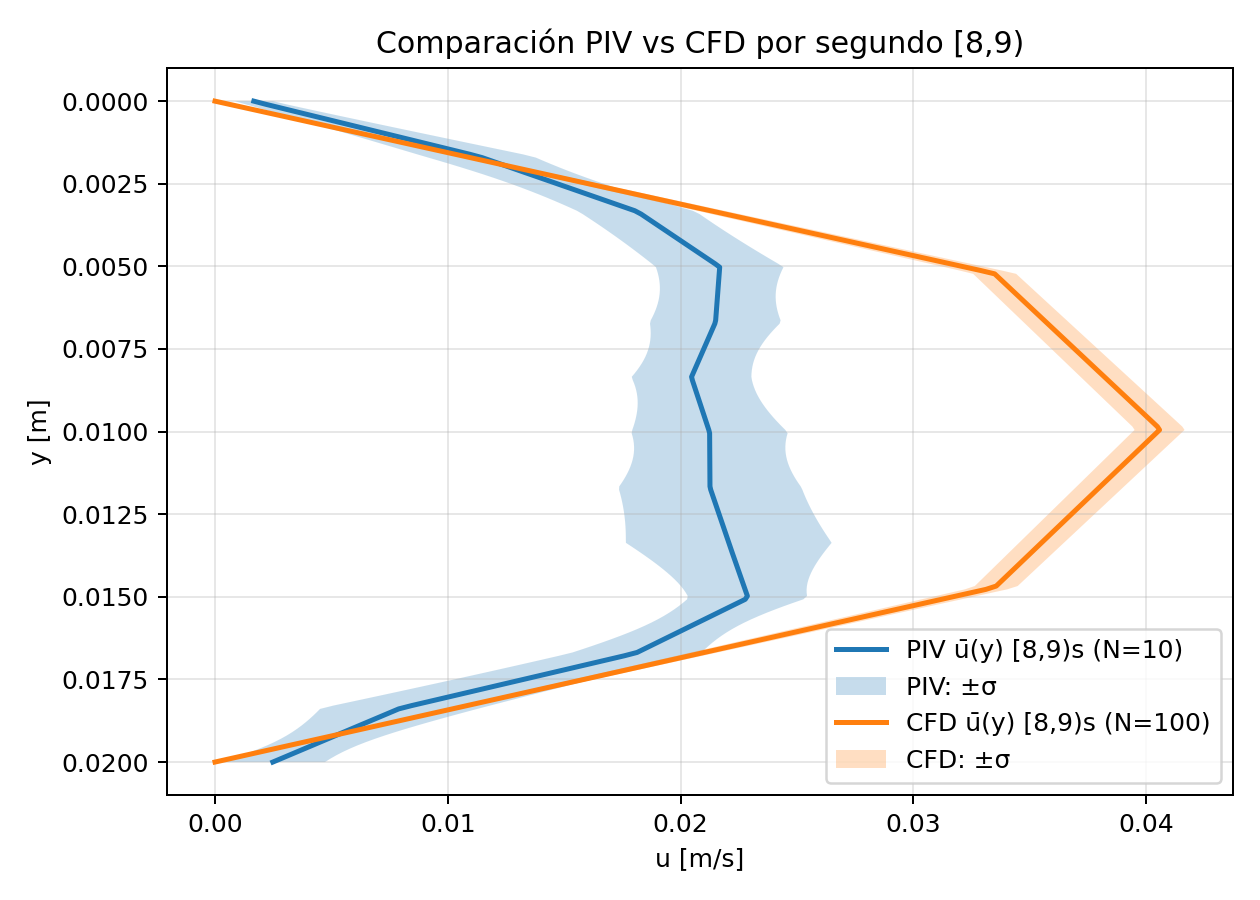 Comparación PIV vs CFD por segundo [8,9)
y [m]
0.0000
0.0025
0.0050
0.0075
0.0100
0.0125
0.0150
0.0175
0.0200
PIV ū(y) [8,9)s (N=10)
PIV: ±σ
CFD ū(y) [8,9)s (N=100)
CFD: ±σ
0.00 0.01 0.02 0.03 0.04
u [m/s]